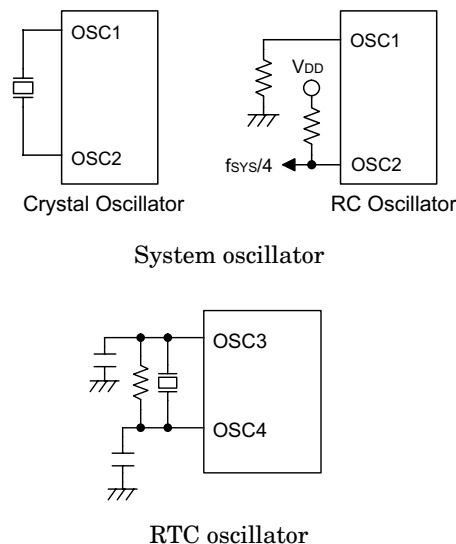 OSC1
OSC2
Crystal Oscillator
OSC1
VDD
fSYS/4
OSC2
RC Oscillator
System oscillator
OSC3
OSC4
RTC oscillator